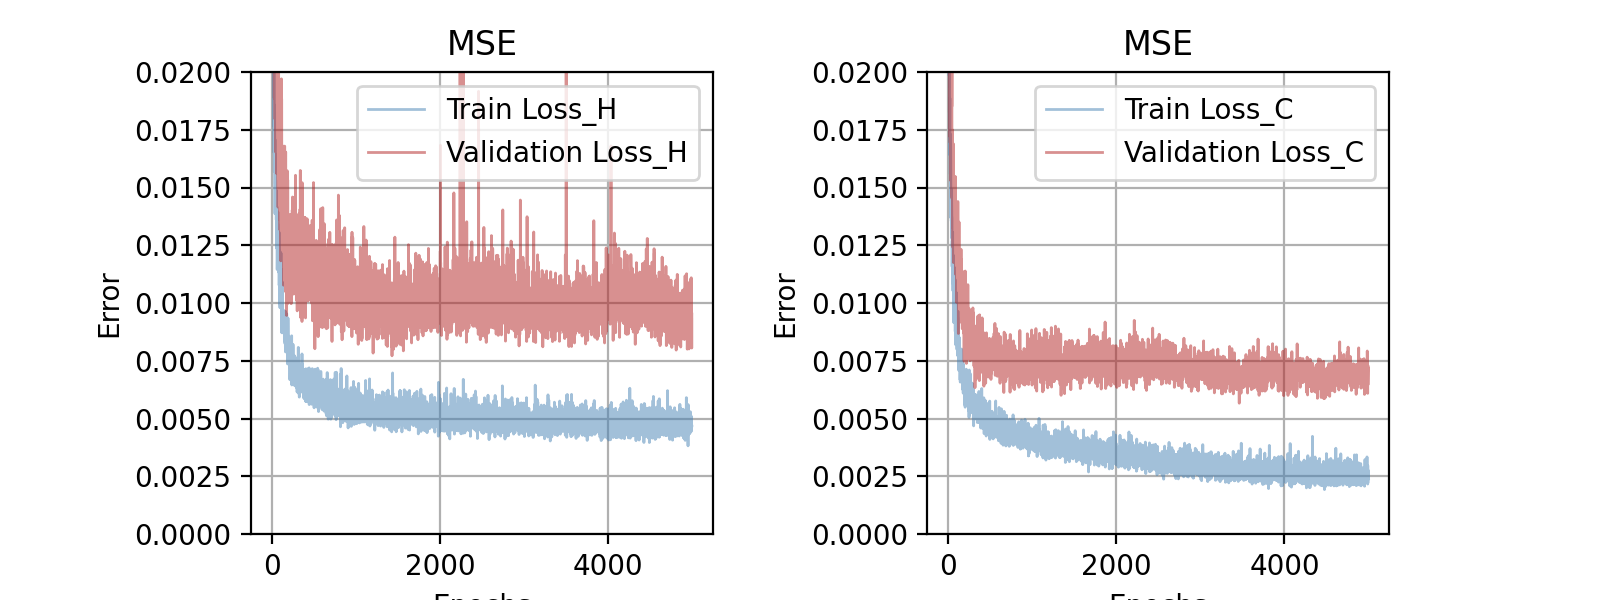 MSE
0.0200
0.0175
0.0150
0.0125
0.0100
0.0075
0.0050
0.0025
0.0000
Error
Train Loss_H
Validation Loss_H
0 2000 4000
Epochs
MSE
0.0200
0.0175
0.0150
0.0125
0.0100
0.0075
0.0050
0.0025
0.0000
Error
Train Loss_C
Validation Loss_C
0 2000 4000
Epochs